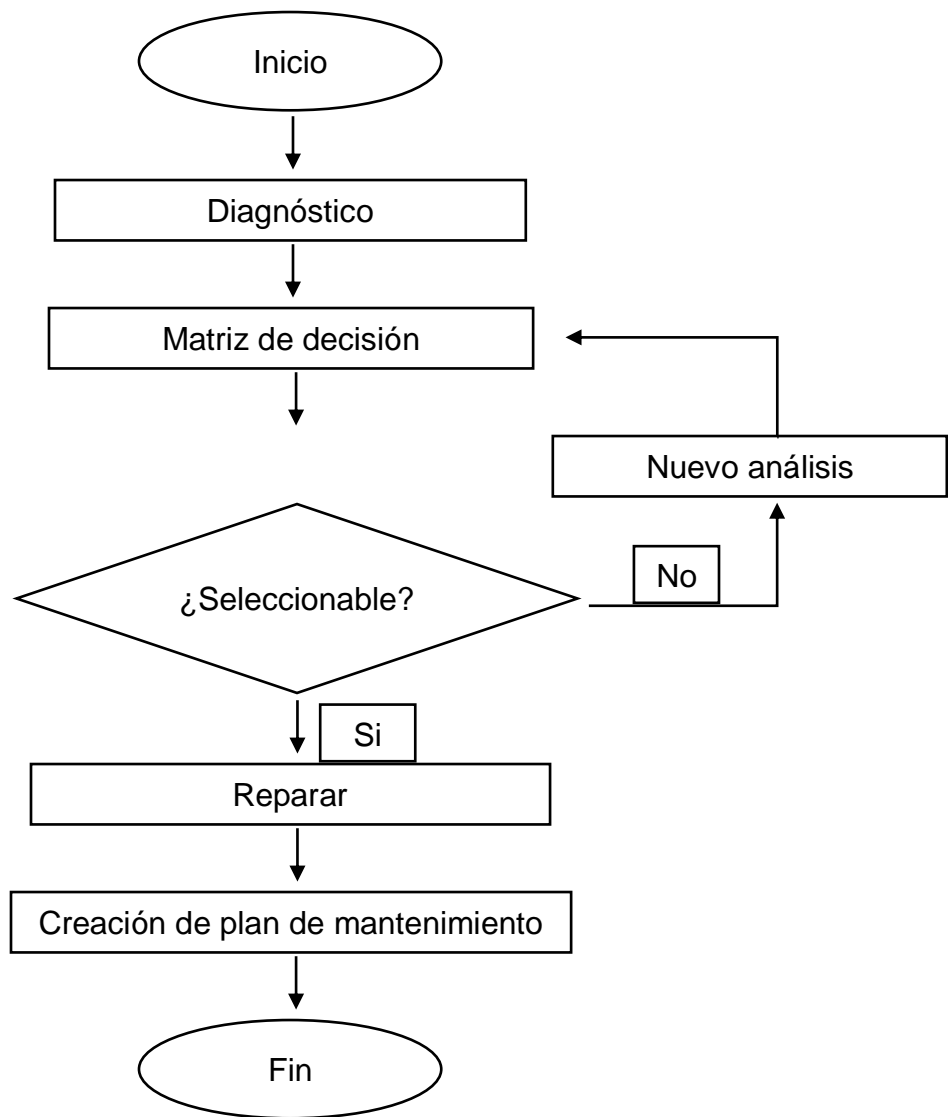 Inicio
Diagnóstico
Matriz de decisión
Nuevo análisis
¿Seleccionable?
No
Si
Reparar
Creación de plan de mantenimiento
Fin